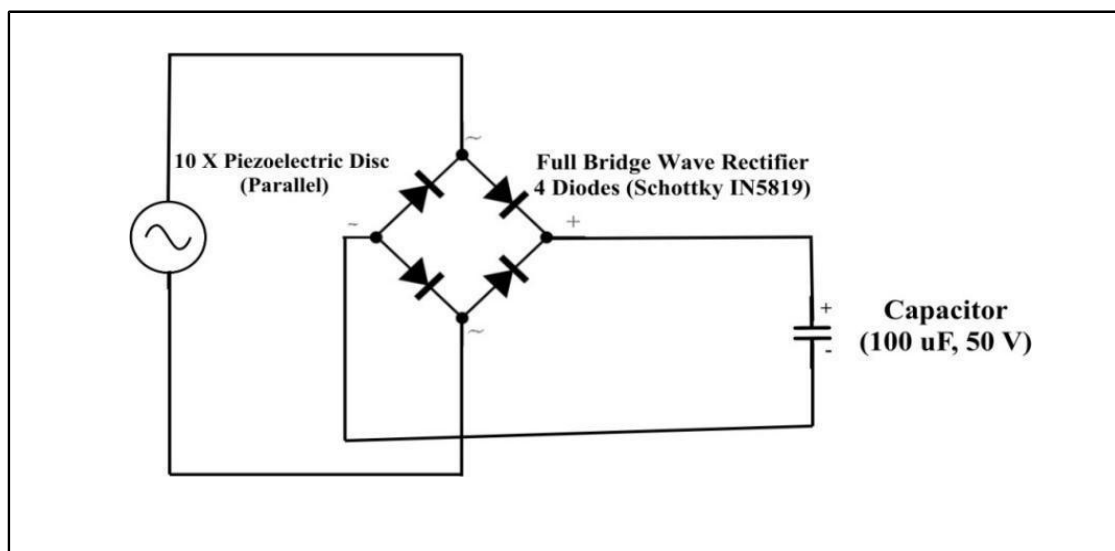 ~
10 X Piezoelectric Disc
(Parallel)
Full Bridge Wave Rectifier
4 Diodes (Schottky IN5819)
~
+
~
+
-
Capacitor
(100 uF, 50 V)